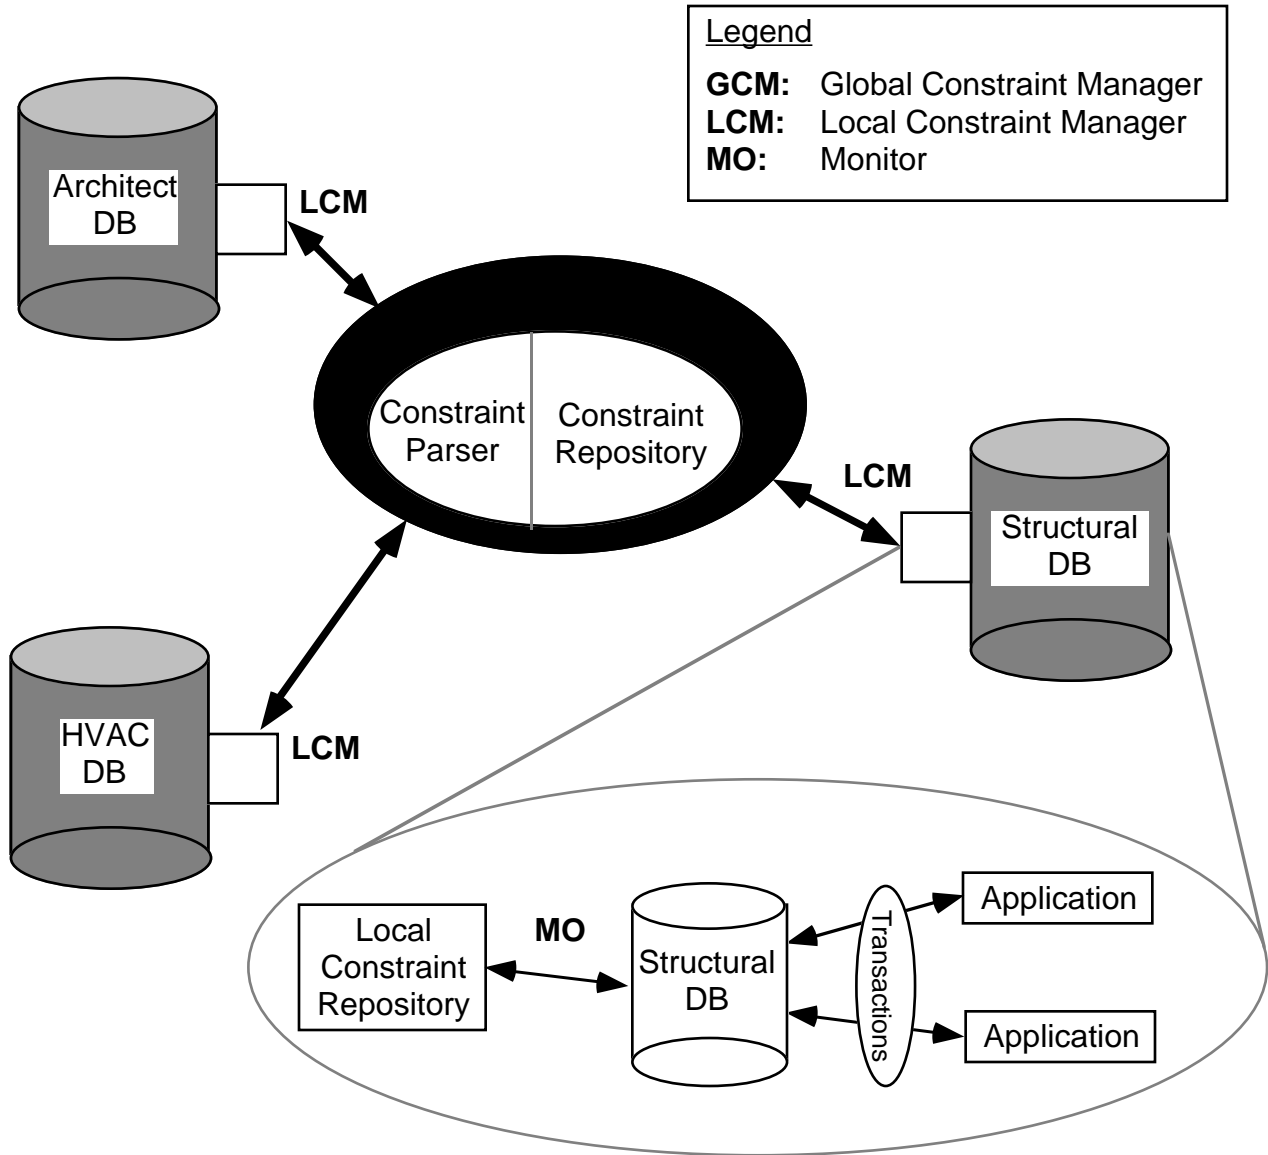 Legend
GCM: Global Constraint Manager
LCM: Local Constraint Manager
MO: Monitor
Architect
DB
LCM
Constraint
Parser
Constraint
Repository
LCM
Structural
DB
HVAC
DB
LCM
Local
Constraint
Repository
MO
Structural
DB
Transactions
Application
Application